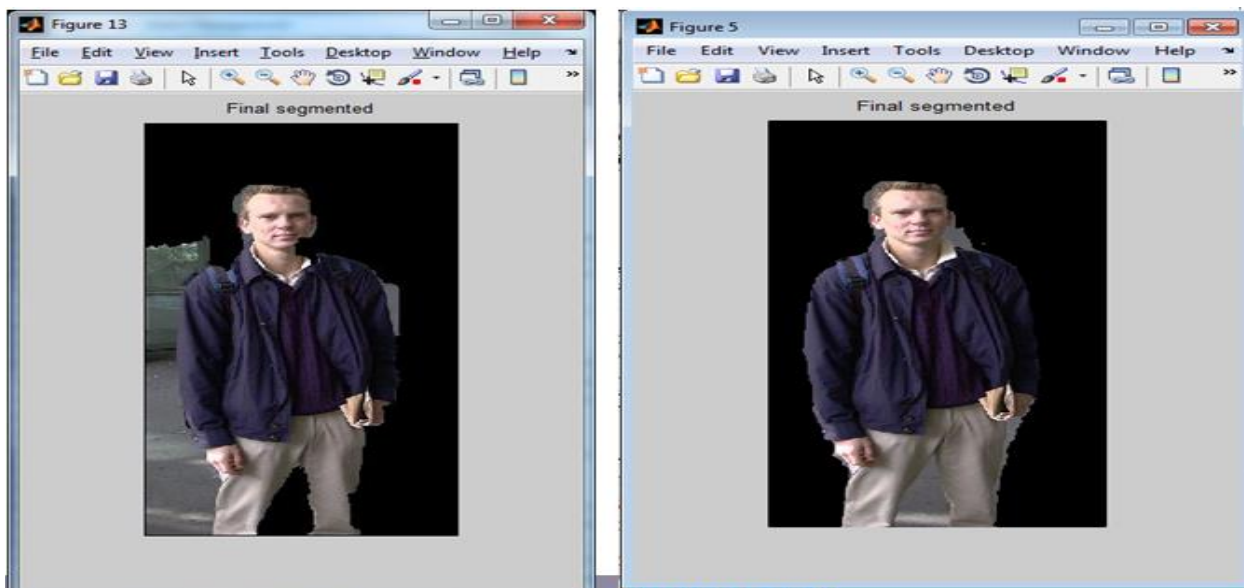 Figure 13
File Edit View Insert Tools Desktop Window Help
Final segmented
Figure 5
File Edit View Insert Tools Desktop Window Help
Final segmented